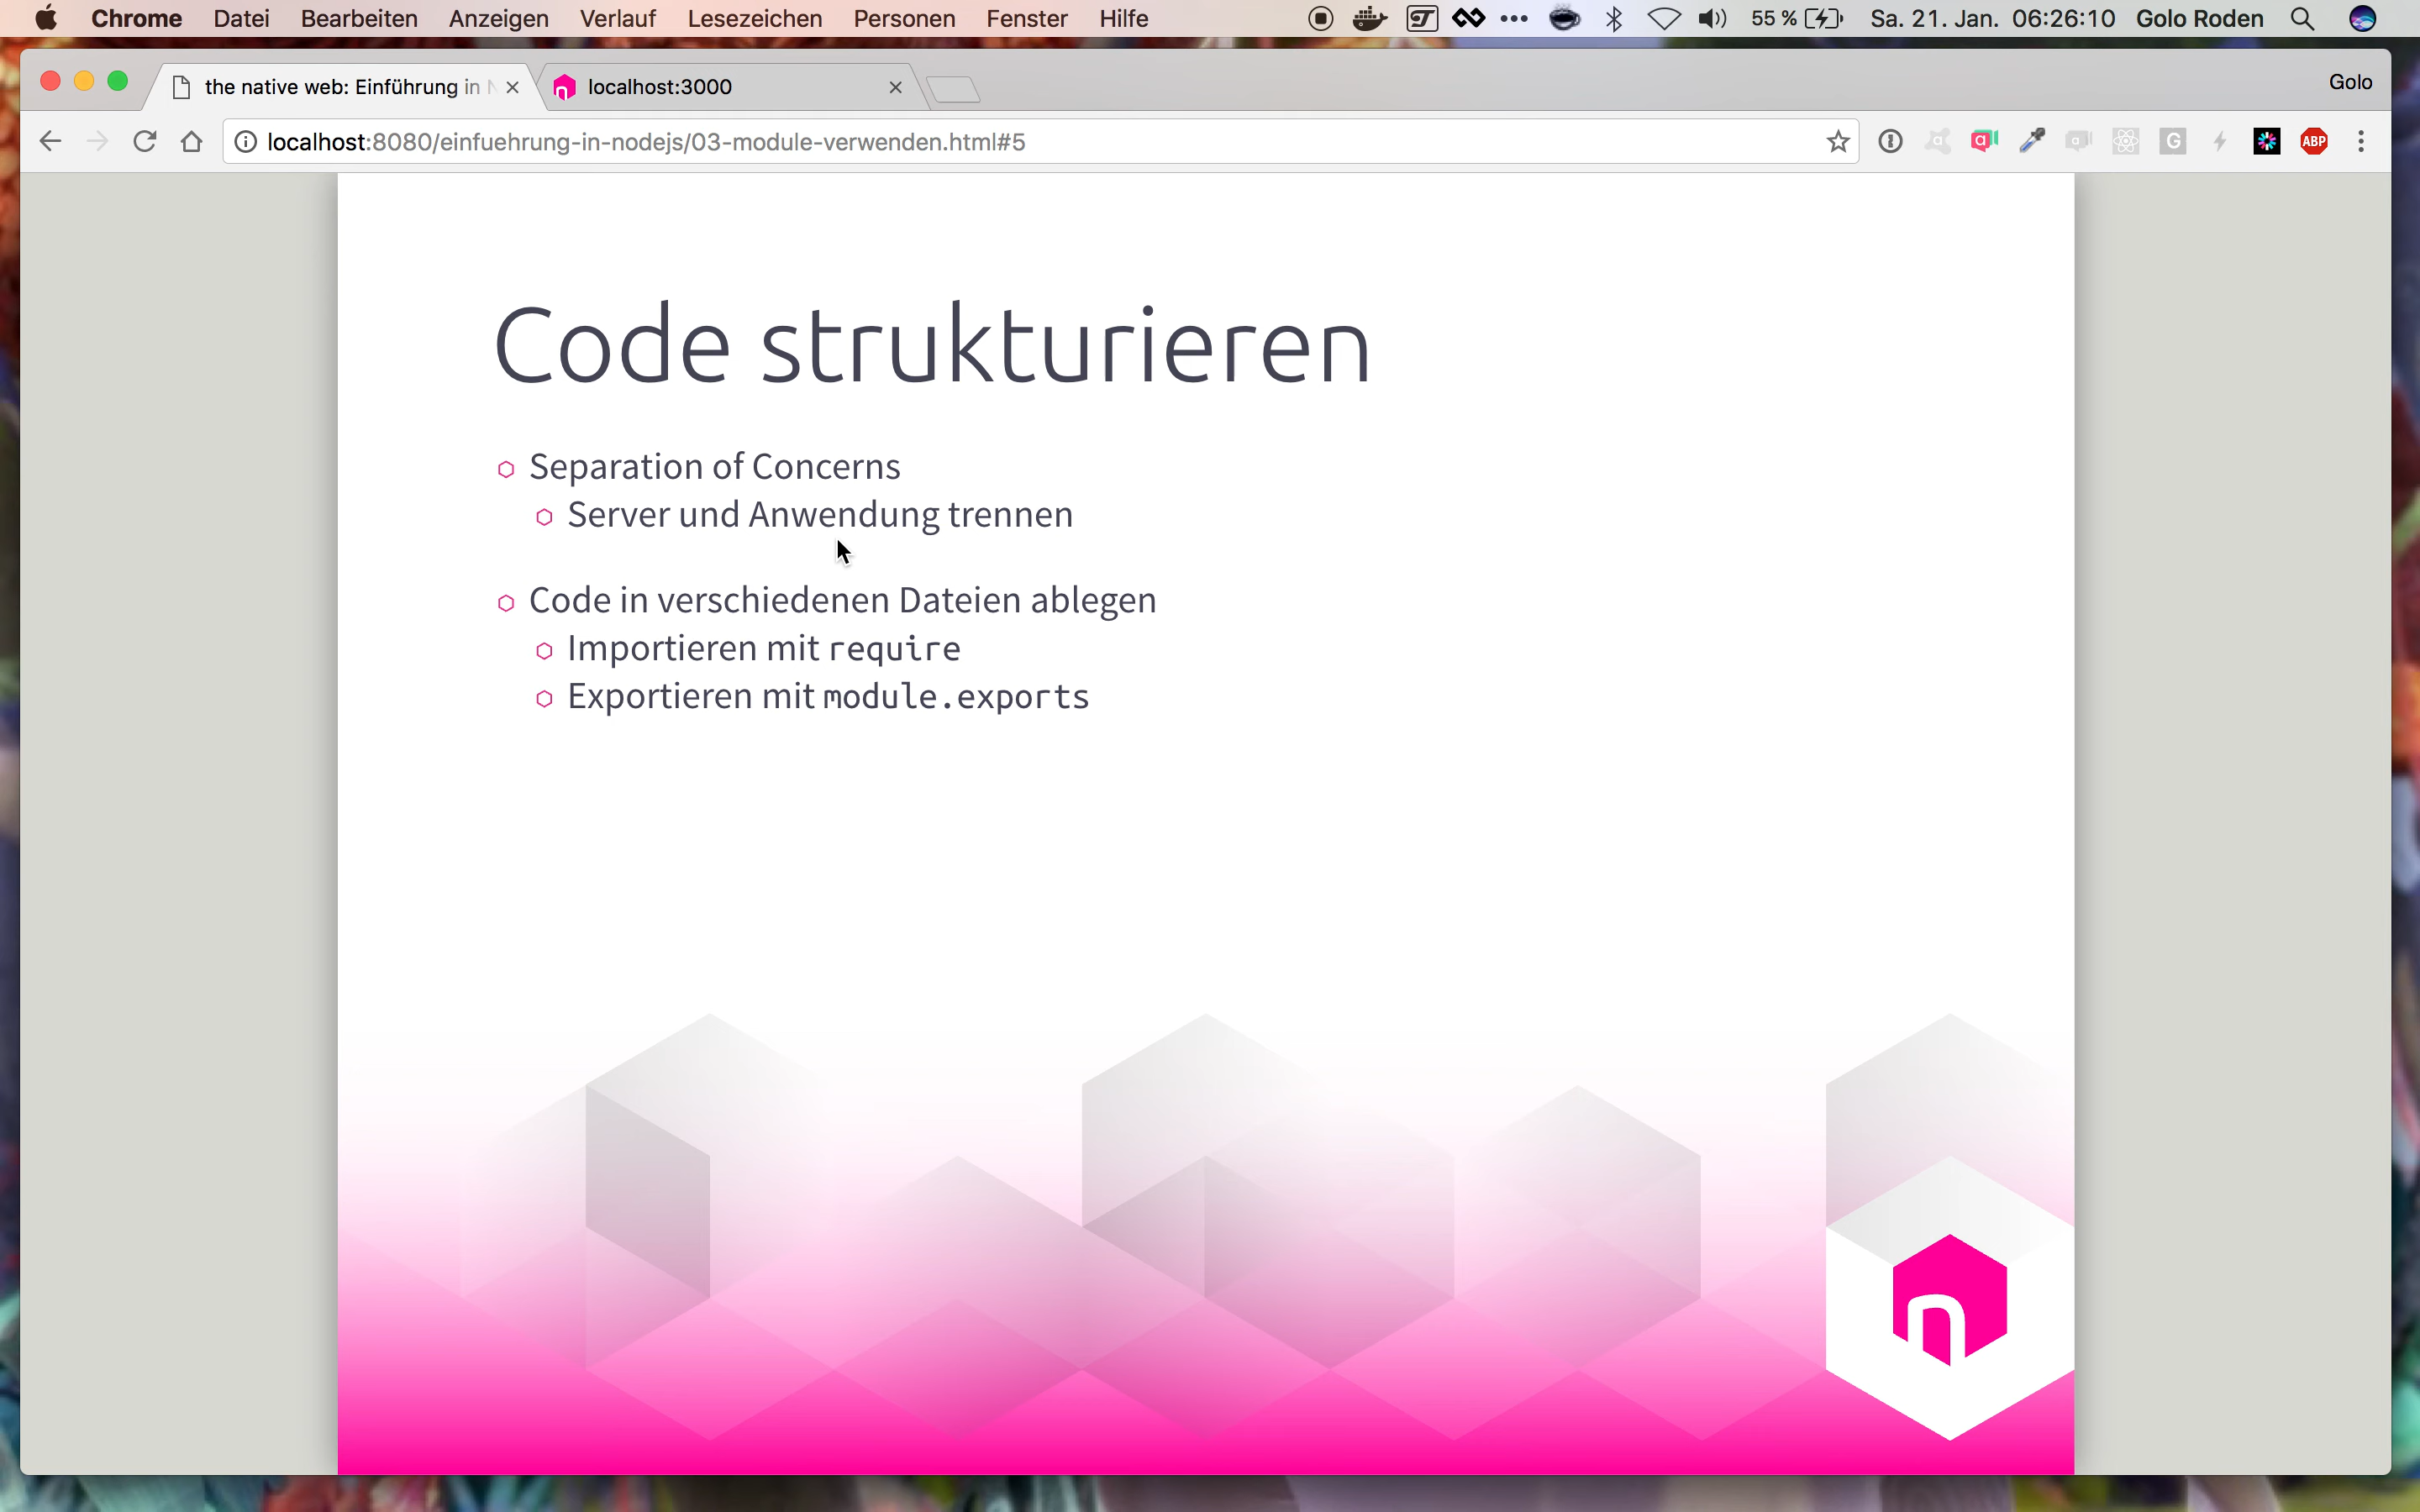 Chrome Datei Bearbeiten Anzeigen Verlauf Lesezeichen Personen Fenster Hilfe 55 % Sa. 21. Jan. 06:26:10 Golo Roden
the native web: Einführung in N localhost:3000 Golo
localhost:8080/einfuehrung-in-nodejs/03-module-verwenden.html#5 a a a G ABP
Code strukturieren
Separation of Concerns
Server und Anwendung trennen
Code in verschiedenen Dateien ablegen
Importieren mit require
Exportieren mit module.exports
n